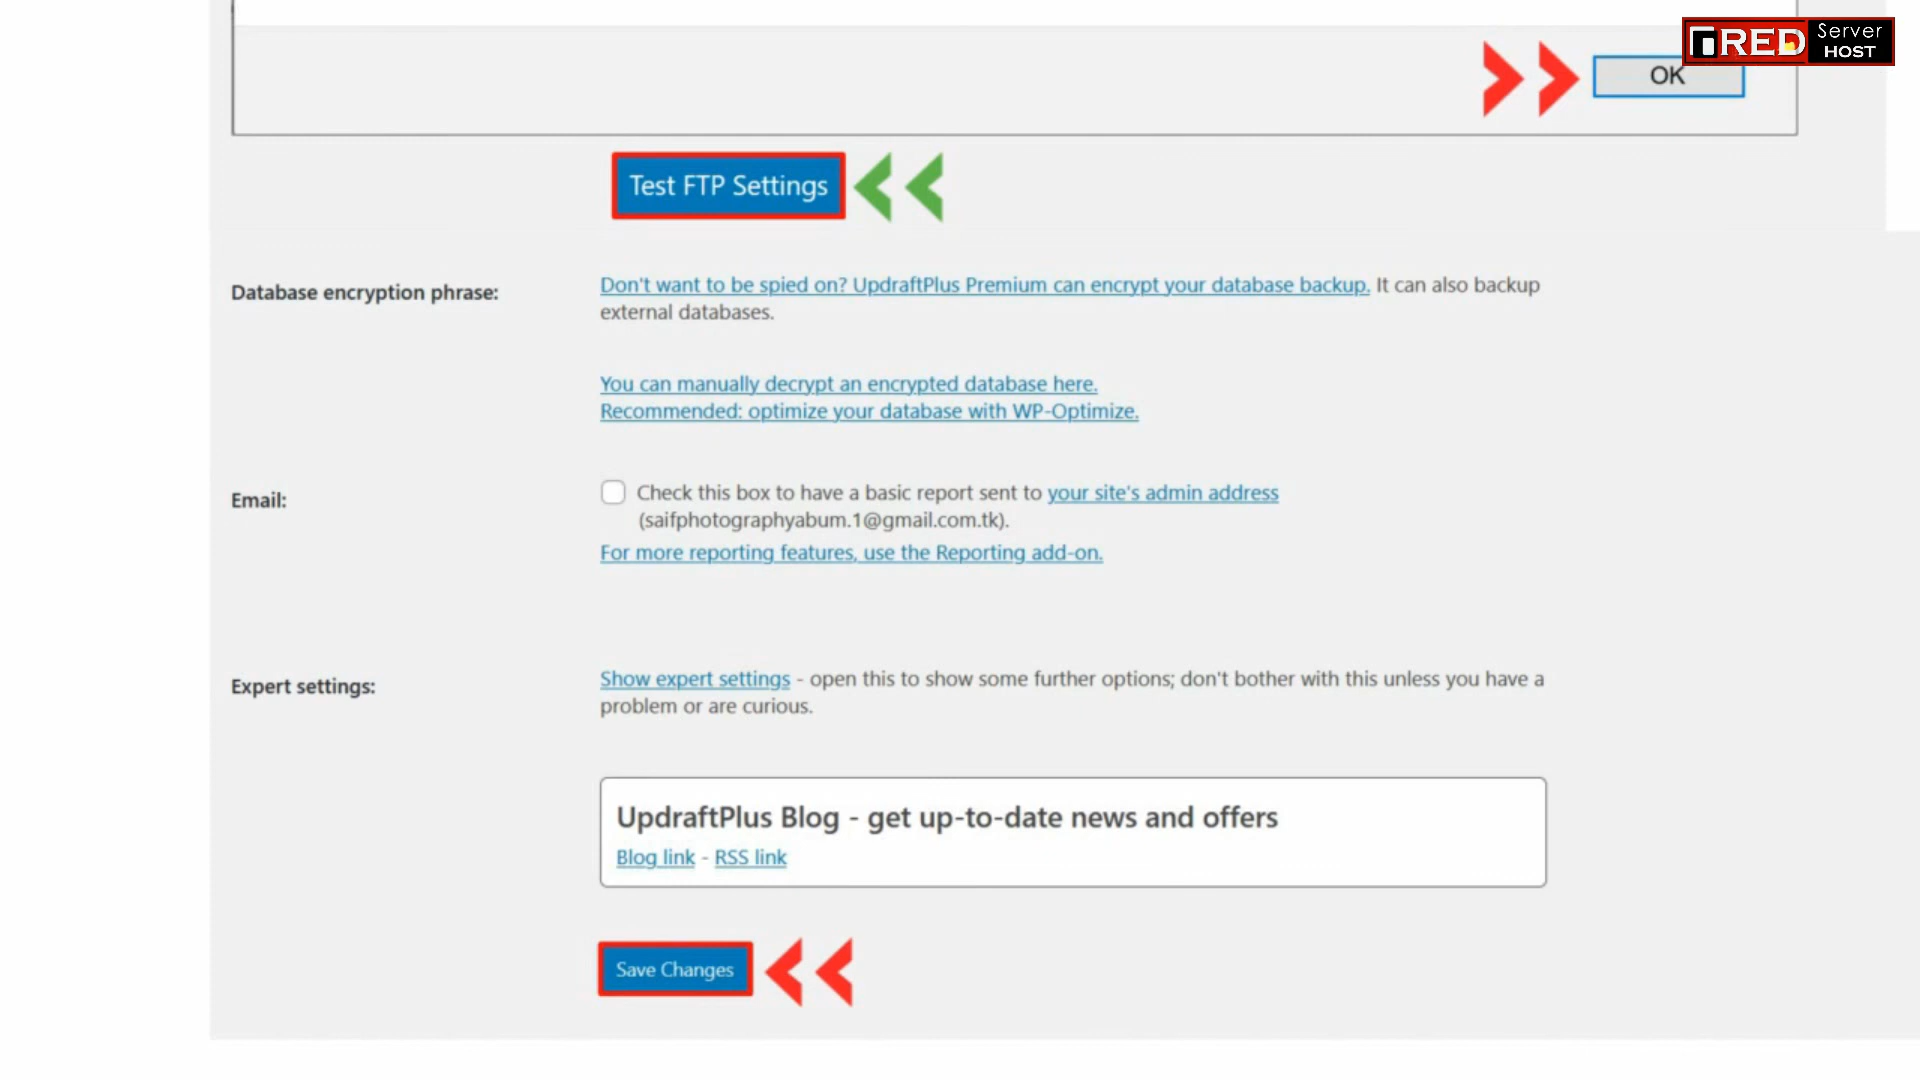 RED Server HOST
OK
Test FTP Settings
Database encryption phrase:
Don't want to be spied on? UpdraftPlus Premium can encrypt your database backup. It can also backup
external databases.
You can manually decrypt an encrypted database here.
Recommended: optimize your database with WP-Optimize.
Email:
Check this box to have a basic report sent to your site's admin address
(saifphotographyabum.1@gmail.com.tk).
For more reporting features, use the Reporting add-on.
Expert settings:
Show expert settings - open this to show some further options; don't bother with this unless you have a
problem or are curious.
UpdraftPlus Blog - get up-to-date news and offers
Blog link - RSS link
Save Changes